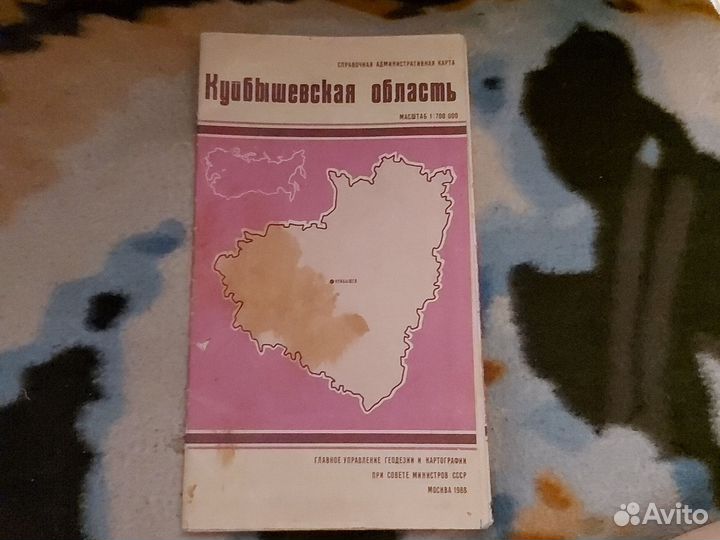 СПРАВОЧНАЯ АДМИНИСТРАТИВНАЯ КАРТА
Куйбышевская область
МАСШТАБ 1:700 000
КУЙБЫШЕВ
ГЛАВНОЕ УПРАВЛЕНИЕ ГЕОДЕЗИИ И КАРТОГРАФИИ
ПРИ СОВЕТЕ МИНИСТРОВ СССР
МОСКВА 1988
Avito